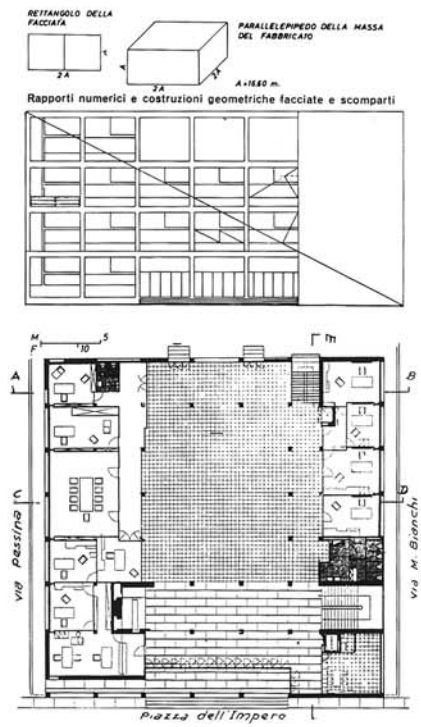 RETTANGOLO DELLA
FACCIATA
2A
PARALLELEPIPEDO DELLA MASSA
DEL FABBRICATO
A
2A
2A
A=16.60 m.
Rapporti numerici e costruzioni geometriche facciate e scomparti
M 5
F 10
A
B
C
D
via Pessina
via M. Bianchi
Piazza dell'Impero